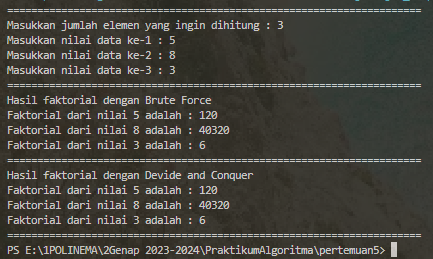 ================================================================
Masukkan jumlah elemen yang ingin dihitung : 3
Masukkan nilai data ke-1 : 5
Masukkan nilai data ke-2 : 8
Masukkan nilai data ke-3 : 3
================================================================
Hasil faktorial dengan Brute Force
Faktorial dari nilai 5 adalah : 120
Faktorial dari nilai 8 adalah : 40320
Faktorial dari nilai 3 adalah : 6
================================================================
Hasil faktorial dengan Devide and Conquer
Faktorial dari nilai 5 adalah : 120
Faktorial dari nilai 8 adalah : 40320
Faktorial dari nilai 3 adalah : 6
================================================================
PS E:\1POLINEMA\2Genap 2023-2024\PraktikumAlgoritma\pertemuan5>